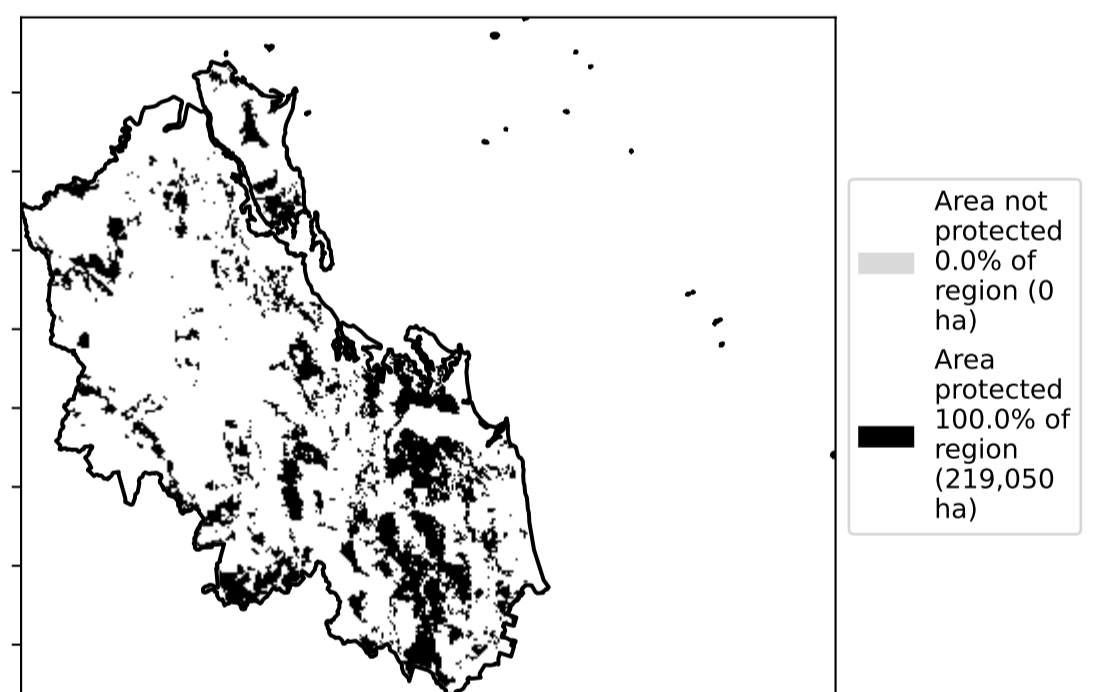 Area not
protected
0.0% of
region (0
ha)
Area
protected
100.0% of
region
(219,050
ha)